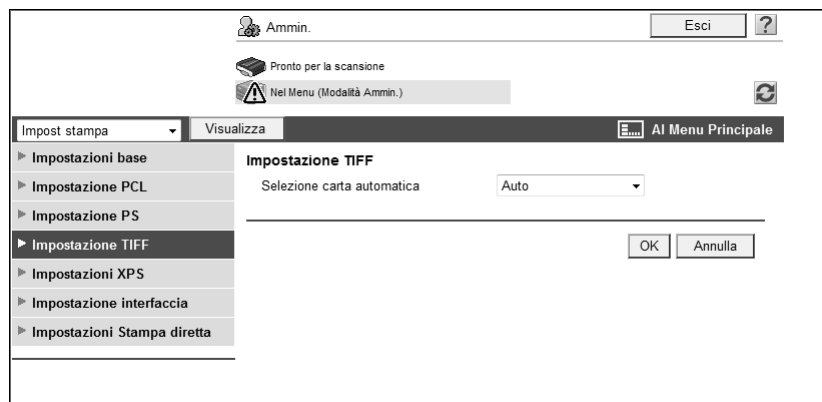 Ammin.
Esci
?
Pronto per la scansione
Nel Menu (Modalità Ammin.)
Impost stampa
Visualizza
Al Menu Principale
Impostazioni base
Impostazione PCL
Impostazione PS
Impostazione TIFF
Impostazioni XPS
Impostazione interfaccia
Impostazioni Stampa diretta
Impostazione TIFF
Selezione carta automatica
Auto
OK
Annulla